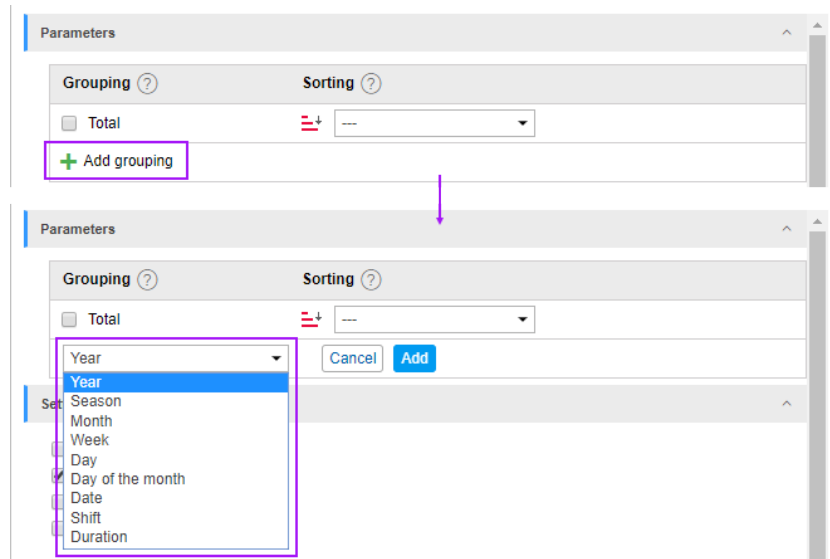 Parameters
Grouping ? Sorting ?
Total ---
+ Add grouping
Parameters
Grouping ? Sorting ?
Total ---
Year Cancel Add
Year
Set
Season
Month
Week
Day
Day of the month
Date
Shift
Duration